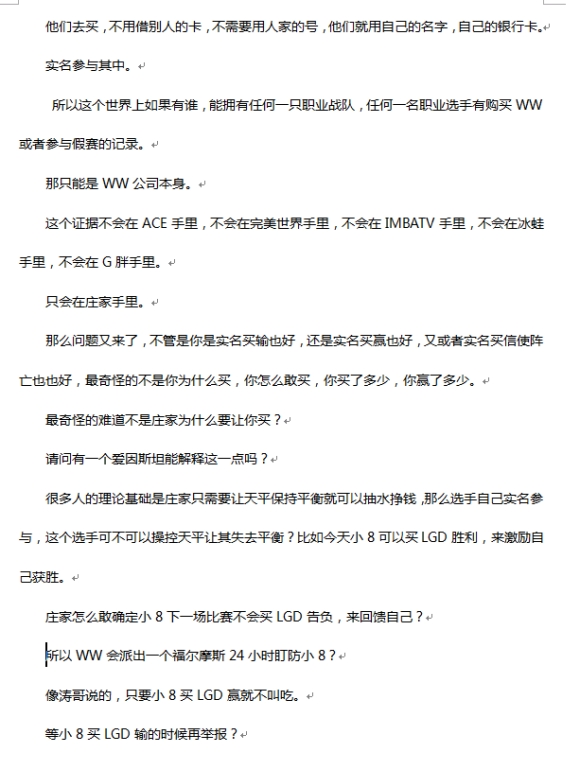 他们去买，不用借别人的卡，不需要用人家的号，他们就用自己的名字，自己的银行卡。
实名参与其中。
所以这个世界上如果有谁，能拥有任何一只职业战队，任何一名职业选手有购买 WW
或者参与假赛的记录。
那只能是 WW 公司本身。
这个证据不会在 ACE 手里，不会在完美世界手里，不会在 IMBATV 手里，不会在冰蛙
手里，不会在 G 胖手里。
只会在庄家手里。
那么问题又来了，不管是你是实名买输也好，还是实名买赢也好，又或者实名买信使阵
亡也也好，最奇怪的不是你为什么买，你怎么敢买，你买了多少，你赢了多少。
最奇怪的难道不是庄家为什么要让你买？
请问有一个爱因斯坦能解释这一点吗？
很多人的理论基础是庄家只需要让天平保持平衡就可以抽水挣钱，那么选手自己实名参
与，这个选手可不可以操控天平让其失去平衡？比如今天小 8 可以买 LGD 胜利，来激励自
己获胜。
庄家怎么敢确定小 8 下一场比赛不会买 LGD 告负，来回馈自己？
所以 WW 会派出一个福尔摩斯 24 小时盯防小 8？
像涛哥说的，只要小 8 买 LGD 赢就不叫吃。
等小 8 买 LGD 输的时候再举报？